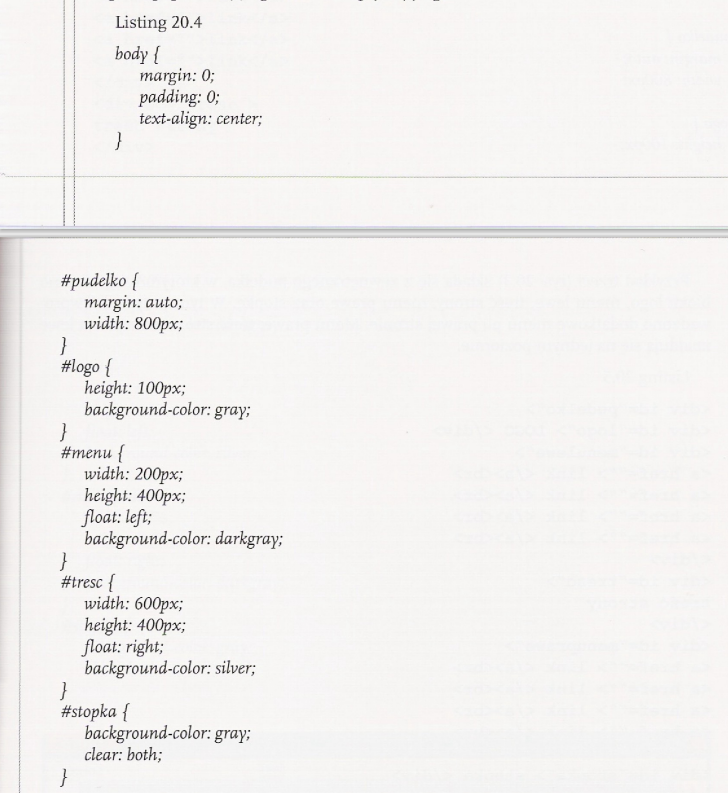 Listing 20.4
body {
margin: 0;
padding: 0;
text-align: center;
}
#pudelko {
margin: auto;
width: 800px;
}
#logo {
height: 100px;
background-color: gray;
}
#menu {
width: 200px;
height: 400px;
float: left;
background-color: darkgray;
}
#tresc {
width: 600px;
height: 400px;
float: right;
background-color: silver;
}
#stopka {
background-color: gray;
clear: both;
}